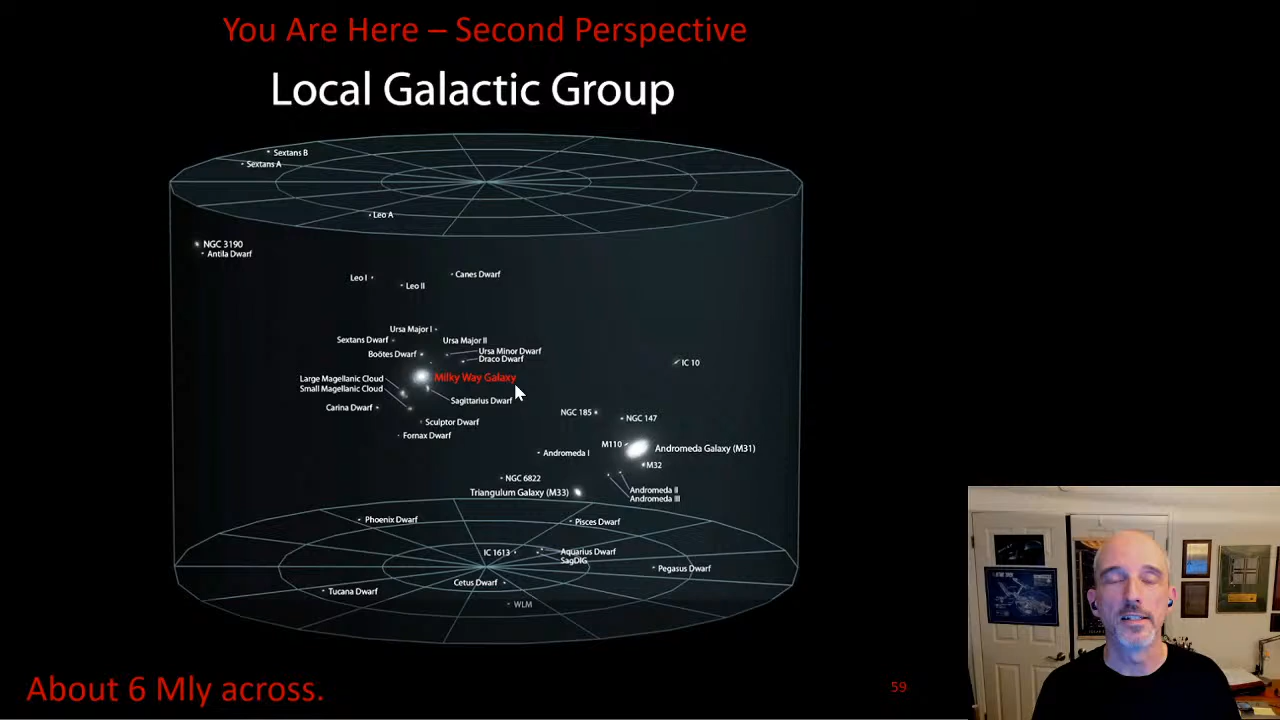 You Are Here – Second Perspective
Local Galactic Group
Sextans B
Sextans A
Leo A
NGC 3190
Antila Dwarf
Leo I
Leo II
Canes Dwarf
Ursa Major I
Ursa Major II
Sextans Dwarf
Ursa Minor Dwarf
Boötes Dwarf
Draco Dwarf
IC 10
Milky Way Galaxy
Large Magellanic Cloud
Small Magellanic Cloud
Sagittarius Dwarf
Carina Dwarf
NGC 185
NGC 147
Sculptor Dwarf
Fornax Dwarf
M110
Andromeda Galaxy (M31)
Andromeda I
M32
NGC 6822
Triangulum Galaxy (M33)
Andromeda II
Andromeda III
Phoenix Dwarf
Pisces Dwarf
IC 1613
Aquarius Dwarf
SagDIG
Pegasus Dwarf
Cetus Dwarf
Tucana Dwarf
WLM
About 6 Mly across.
59